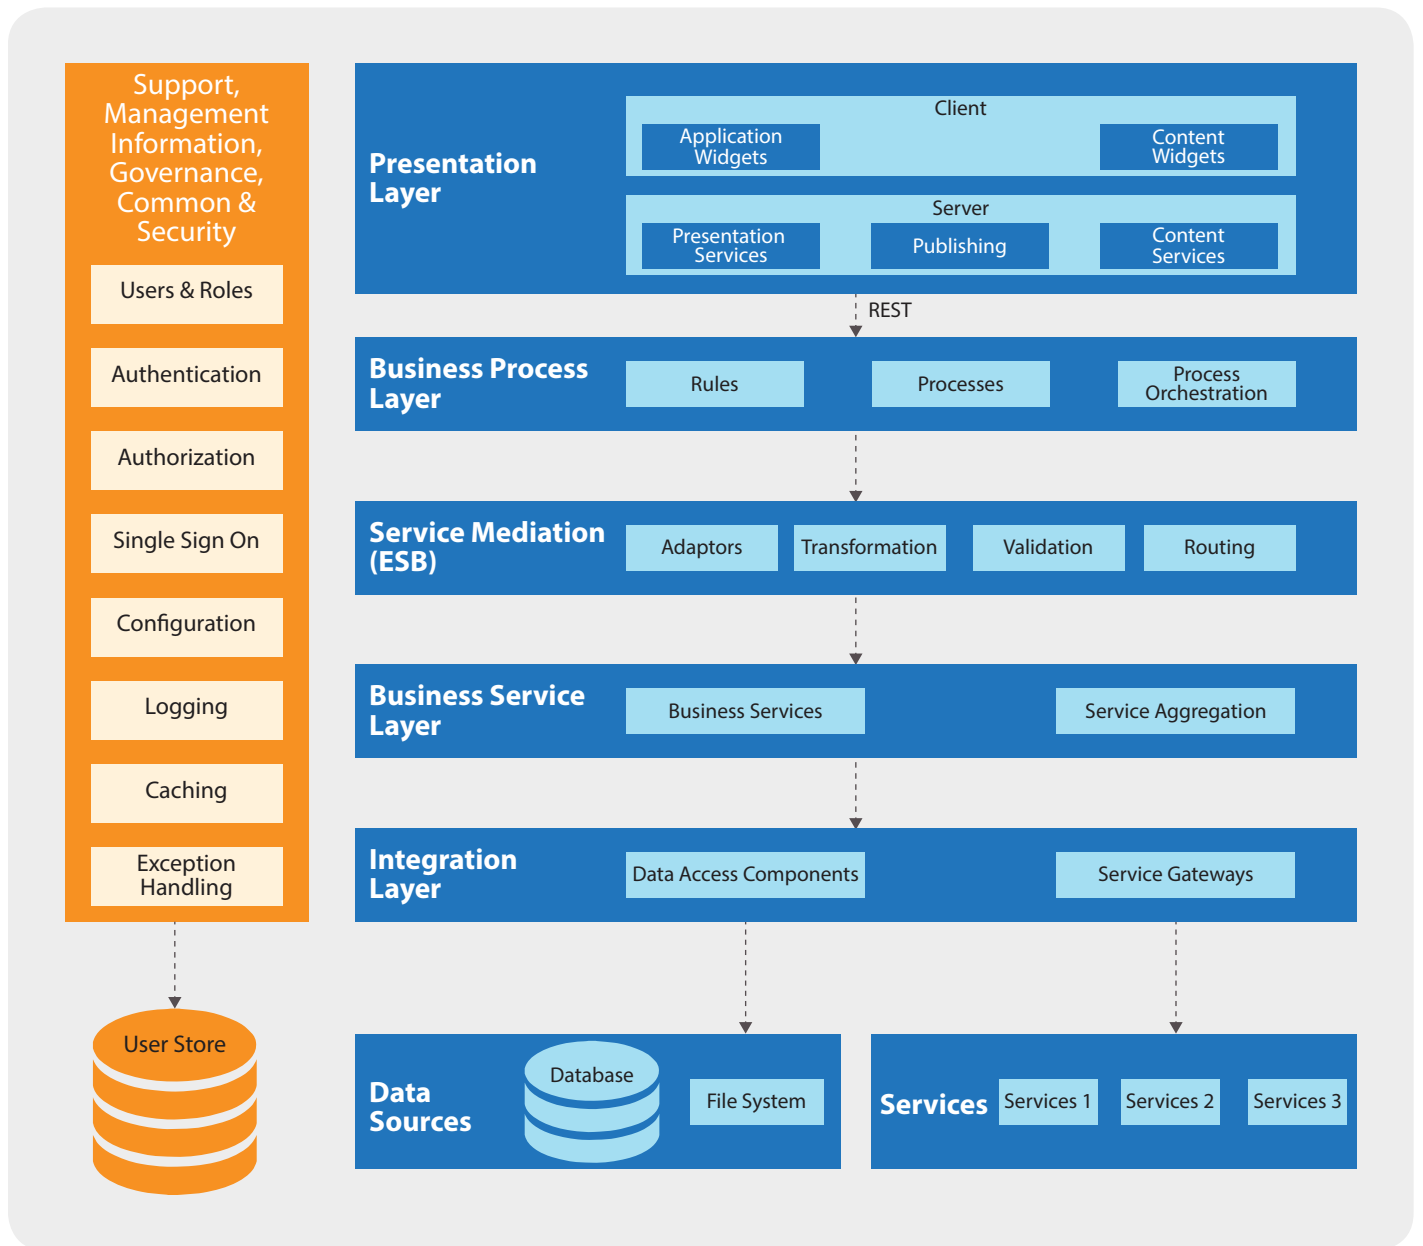 Support,
Management
Information,
Governance,
Common &
Security
Users & Roles
Authentication
Authorization
Single Sign On
Configuration
Logging
Caching
Exception
Handling
User Store
Presentation
Layer
Client
Application
Widgets
Content
Widgets
Server
Presentation
Services
Publishing
Content
Services
REST
Business Process
Layer
Rules
Processes
Process
Orchestration
Service Mediation
(ESB)
Adaptors
Transformation
Validation
Routing
Business Service
Layer
Business Services
Service Aggregation
Integration
Layer
Data Access Components
Service Gateways
Data
Sources
Database
File System
Services
Services 1
Services 2
Services 3